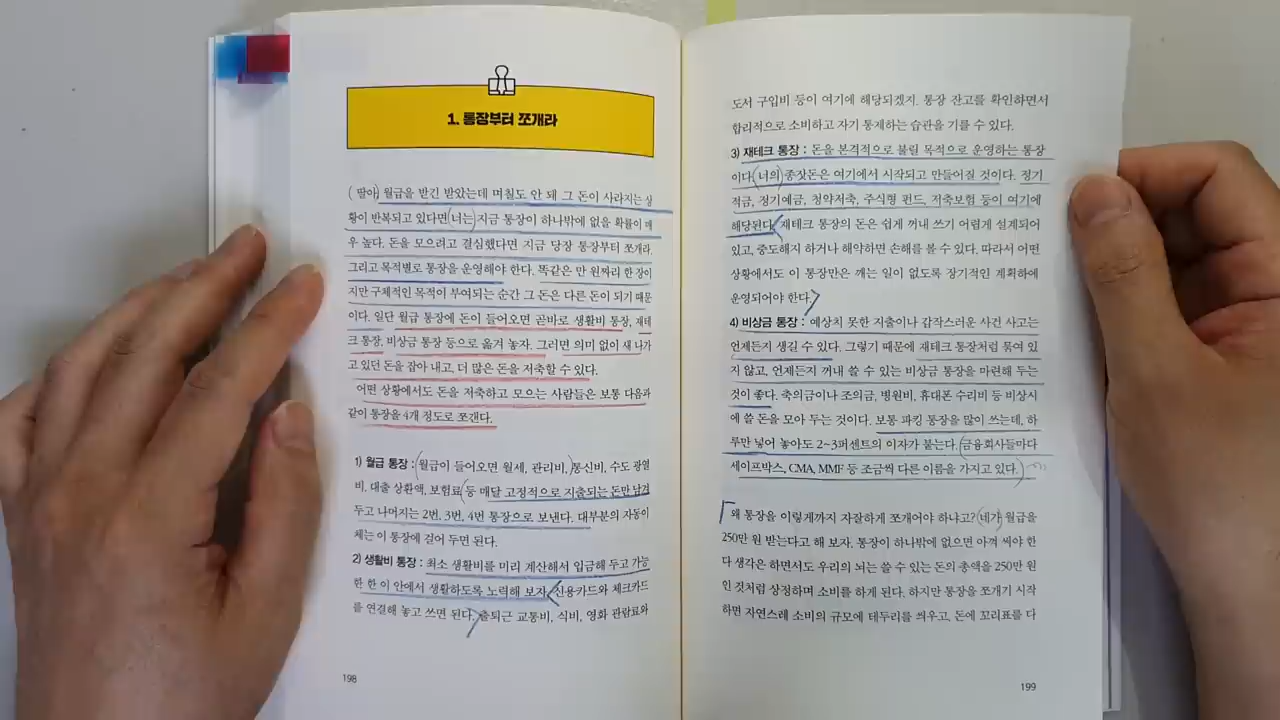 1. 통장부터 쪼개라
(딸아) 월급을 받긴 받았는데 며칠도 안 돼 그 돈이 사라지는 상
황이 반복되고 있다면 (너는) 지금 통장이 하나밖에 없을 확률이 매
우 높다. 돈을 모으려고 결심했다면 지금 당장 통장부터 쪼개라.
그리고 목적별로 통장을 운영해야 한다. 똑같은 만 원짜리 한 장이
지만 구체적인 목적이 부여되는 순간 그 돈은 다른 돈이 되기 때문
이다. 일단 월급 통장에 돈이 들어오면 곧바로 생활비 통장, 재테
크 통장, 비상금 통장 등으로 옮겨 놓자. 그러면 의미 없이 새 나가
고 있던 돈을 잡아 내고, 더 많은 돈을 저축할 수 있다.
어떤 상황에서도 돈을 저축하고 모으는 사람들은 보통 다음과
같이 통장을 4개 정도로 쪼갠다.
1) 월급 통장 : (월급이 들어오면 월세, 관리비,) 통신비, 수도 광열
비, 대출 상환액, 보험료(등 매달 고정적으로 지출되는 돈만 남겨
두고 나머지는 2번, 3번, 4번 통장으로 보낸다. 대부분의 자동이
체는 이 통장에 걸어 두면 된다.
2) 생활비 통장 : 최소 생활비를 미리 계산해서 입금해 두고 가능
한 한 이 안에서 생활하도록 노력해 보자. 신용카드와 체크카드
를 연결해 놓고 쓰면 된다. 출퇴근 교통비, 식비, 영화 관람료와
198
도서 구입비 등이 여기에 해당되겠지. 통장 잔고를 확인하면서
합리적으로 소비하고 자기 통제하는 습관을 기를 수 있다.
3) 재테크 통장 : 돈을 본격적으로 불릴 목적으로 운영하는 통장
이다. (너의) 종잣돈은 여기에서 시작되고 만들어질 것이다. 정기
적금, 정기예금, 청약저축, 주식형 펀드, 저축보험 등이 여기에
해당된다. 재테크 통장의 돈은 쉽게 꺼내 쓰기 어렵게 설계되어
있고, 중도해지 하거나 해약하면 손해를 볼 수 있다. 따라서 어떤
상황에서도 이 통장만은 깨는 일이 없도록 장기적인 계획하에
운영되어야 한다.
4) 비상금 통장 : 예상치 못한 지출이나 갑작스러운 사건 사고는
언제든지 생길 수 있다. 그렇기 때문에 재테크 통장처럼 묶여 있
지 않고, 언제든지 꺼내 쓸 수 있는 비상금 통장을 마련해 두는
것이 좋다. 축의금이나 조의금, 병원비, 휴대폰 수리비 등 비상시
에 쓸 돈을 모아 두는 것이다. 보통 파킹 통장을 많이 쓰는데, 하
루만 넣어 놓아도 2~3퍼센트의 이자가 붙는다. (금융회사들마다
세이프박스, CMA, MMF 등 조금씩 다른 이름을 가지고 있다.)
왜 통장을 이렇게까지 자잘하게 쪼개어야 하냐고? (네가) 월급을
250만 원 받는다고 해 보자. 통장이 하나밖에 없으면 아껴 써야 한
다 생각은 하면서도 우리의 뇌는 쓸 수 있는 돈의 총액을 250만 원
인 것처럼 상정하며 소비를 하게 된다. 하지만 통장을 쪼개기 시작
하면 자연스레 소비의 규모에 테두리를 씌우고, 돈에 꼬리표를 다
199